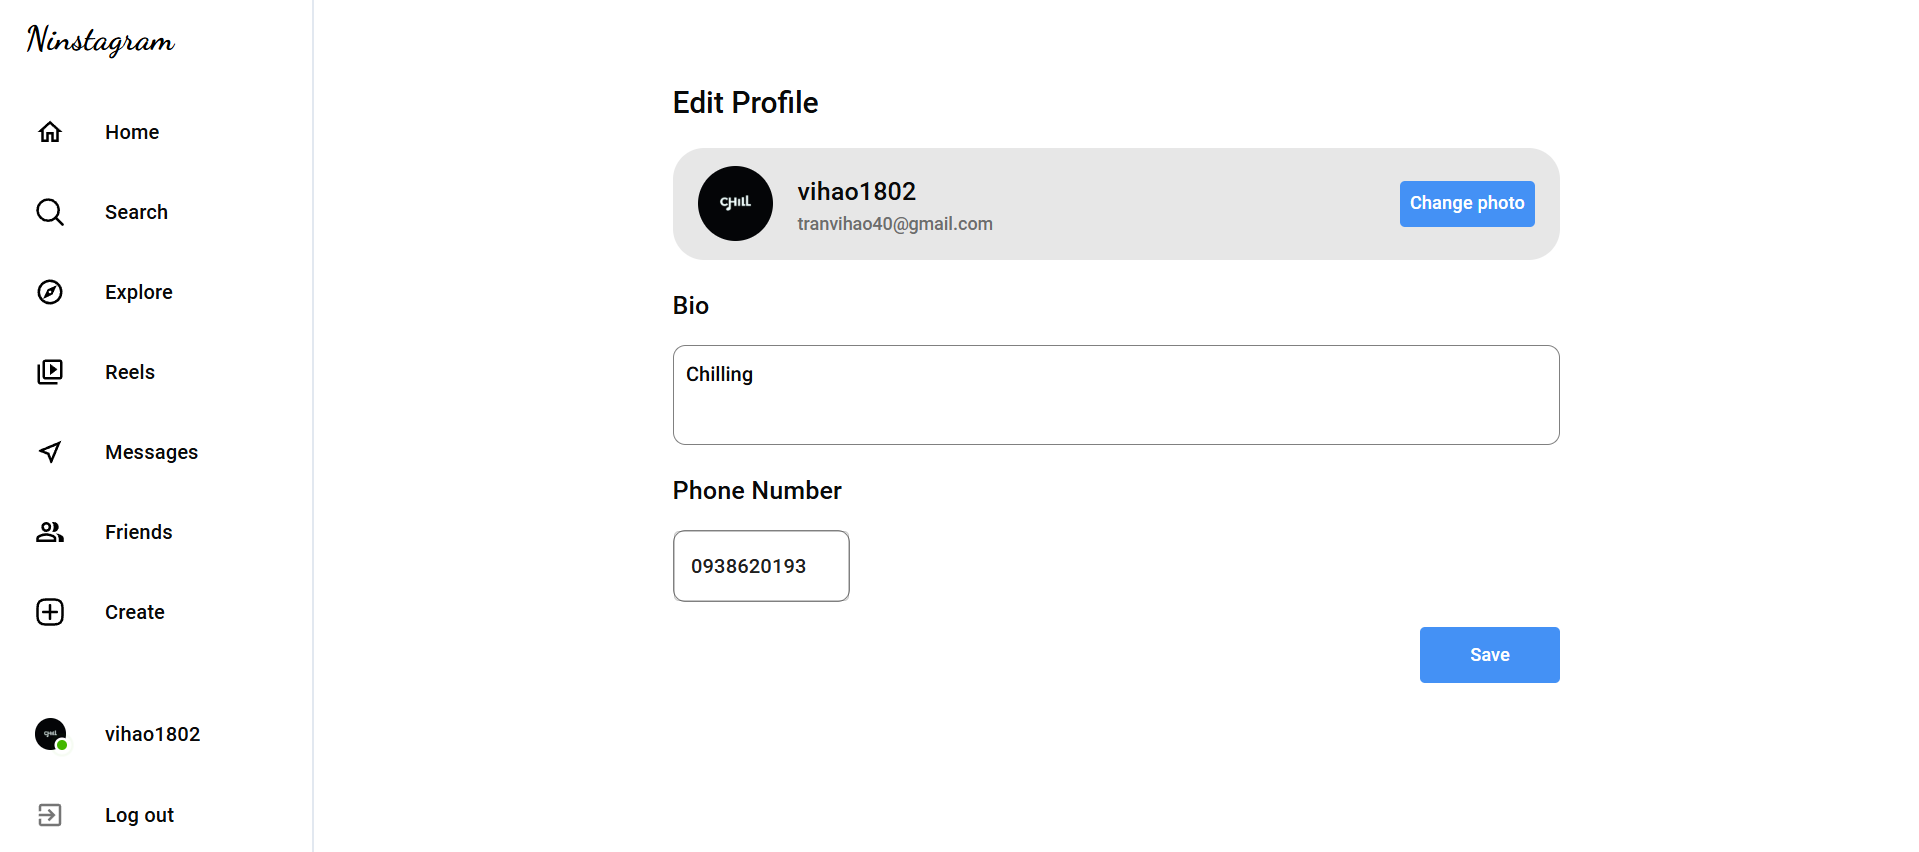 Ninstagram
Home
Search
Explore
Reels
Messages
Friends
Create
vihao1802
Log out
Edit Profile
CHILL
vihao1802
tranvihao40@gmail.com
Change photo
Bio
Chilling
Phone Number
0938620193
Save